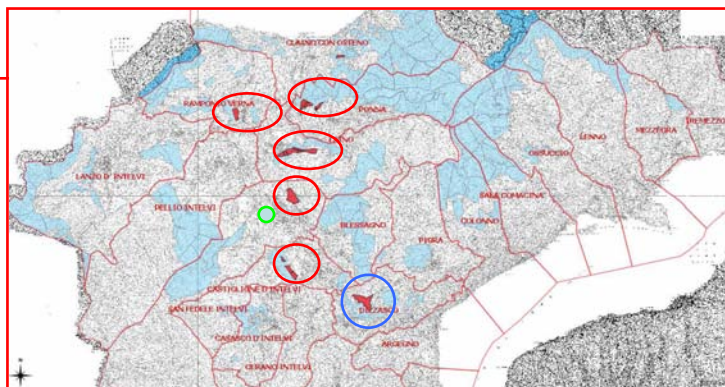 CLAINO CON OSTENO
RAMPONIO VERNA
PONNA
LAINO
LENNO
MEZZEGRA
TREMEZZO
OSSUCCIO
LANZO D'INTELVI
SALA COMACINA
PELLIO INTELVI
COLONNO
BLESSAGNO
PIGRA
CASTIGLIONE D'INTELVI
SAN FEDELE INTELVI
DIZZASCO
CASASCO D'INTELVI
ARGEGNO
CERANO INTELVI